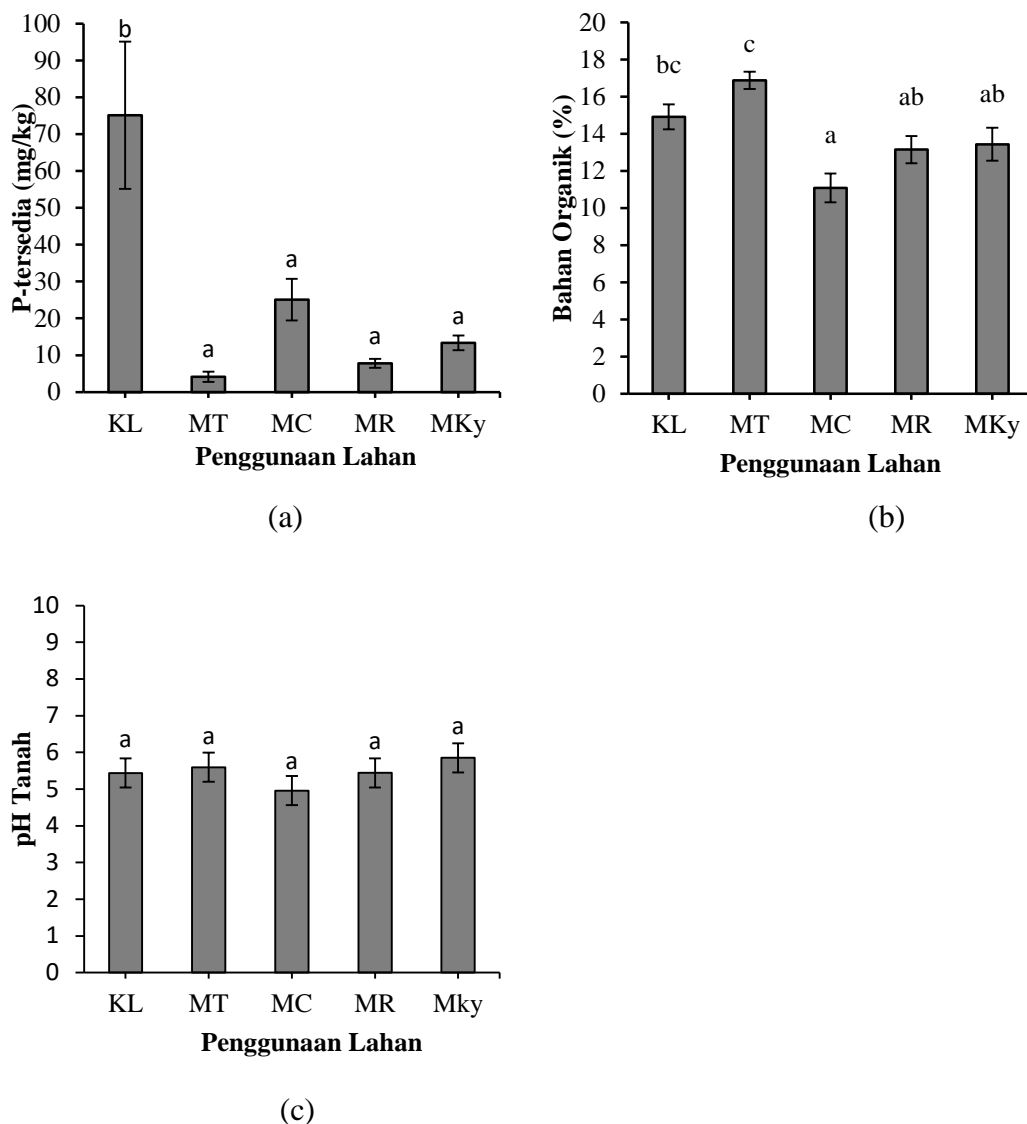 P-tersedia (mg/kg)
100
90
80
70
60
50
40
30
20
10
0
b
a
a
a
a
KL MT MC MR MKy
Penggunaan Lahan
(a)
Bahan Organik (%)
20
18
16
14
12
10
8
6
4
2
0
bc
c
a
ab
ab
KL MT MC MR MKy
Penggunaan Lahan
(b)
pH Tanah
10
9
8
7
6
5
4
3
2
1
0
a
a
a
a
a
KL MT MC MR Mky
Penggunaan Lahan
(c)